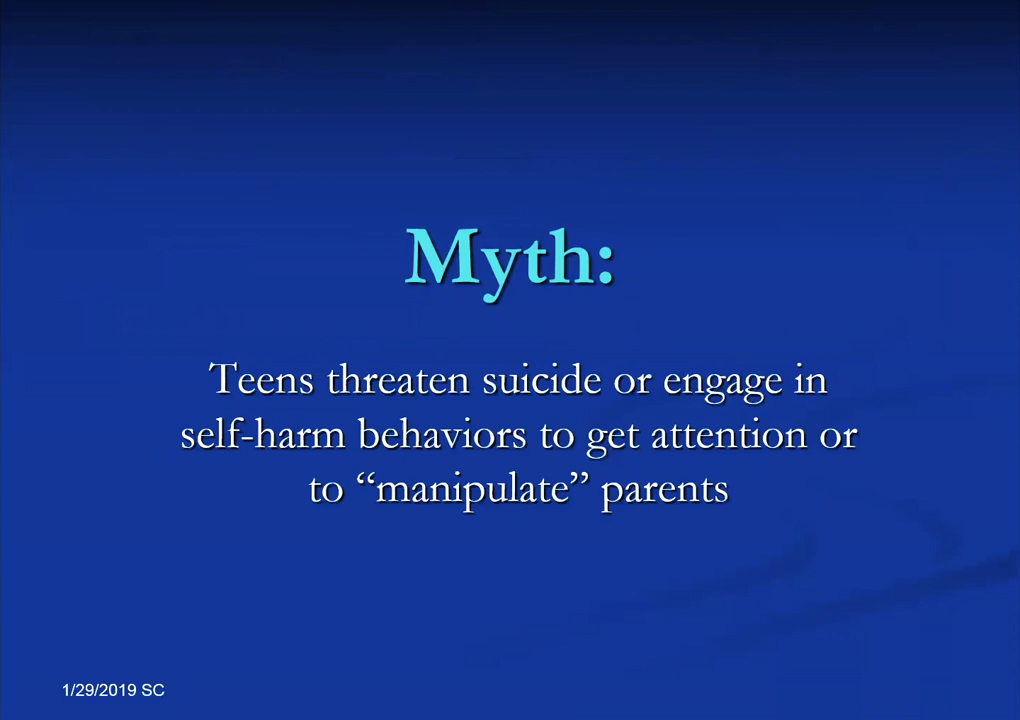 Myth:
Teens threaten suicide or engage in
self-harm behaviors to get attention or
to “manipulate” parents
1/29/2019 SC